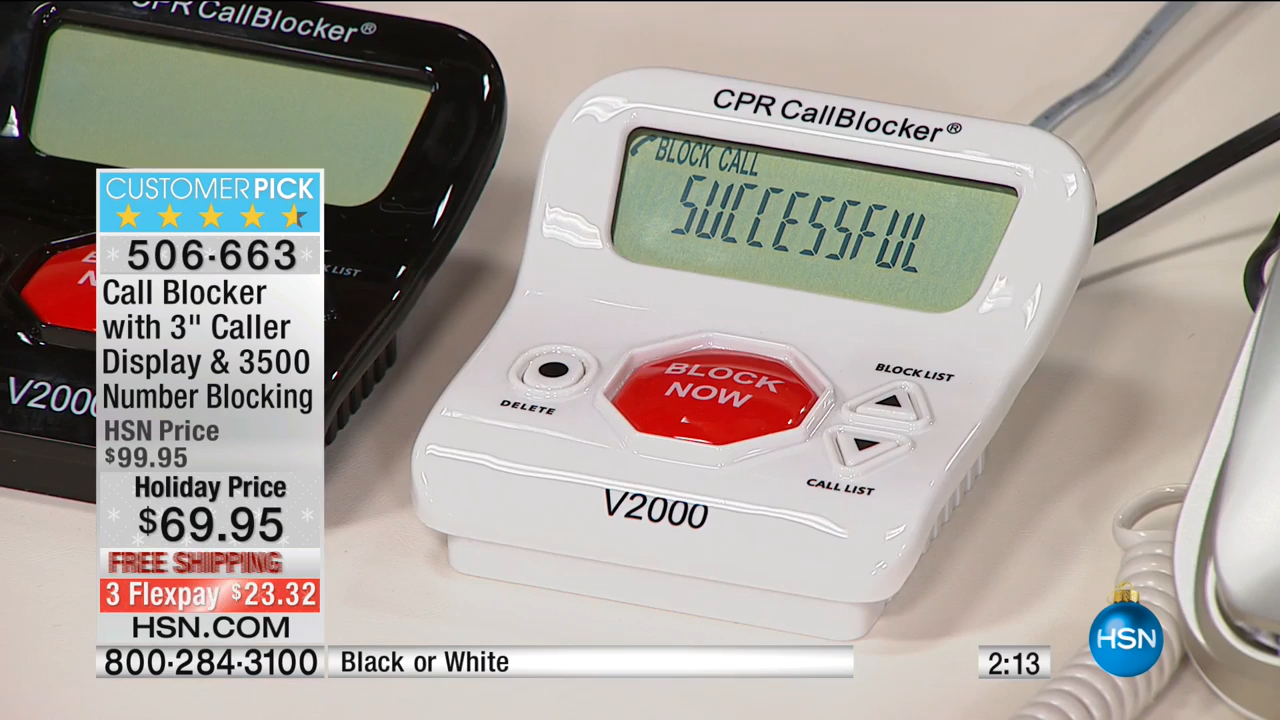 CPR CallBlocker®
V2000
CPR CallBlocker®
BLOCK CALL
SUCCESSFUL
BLOCK NOW
DELETE
BLOCK LIST
CALL LIST
V2000
CUSTOMER PICK
506-663
Call Blocker
with 3" Caller
Display & 3500
Number Blocking
HSN Price
$99.95
Holiday Price
$69.95
FREE SHIPPING
3 Flexpay $23.32
HSN.COM
800-284-3100
Black or White
2:13
HSN